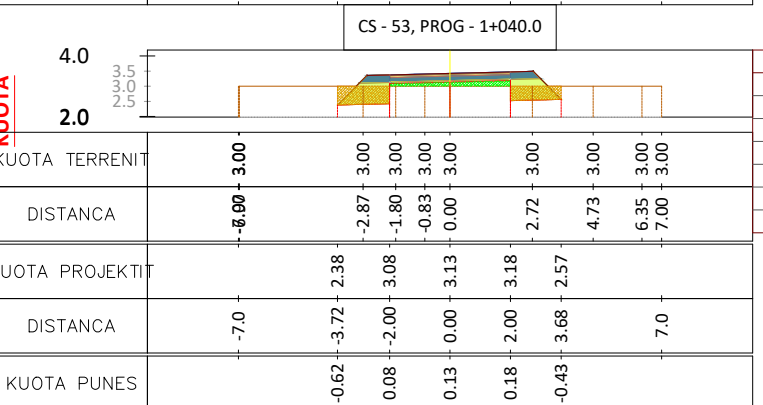 CS - 53, PROG - 1+040.0
4.0
3.5
3.0
2.5
2.0
KUOTA
KUOTA TERRENIT 3.00 3.00 3.00 3.00 3.00 3.00 3.00 3.00 3.00
DISTANCA -2.87 -1.80 -0.83 0.00 2.72 4.73 6.35 7.00
KUOTA PROJEKTIT 2.38 3.08 3.13 3.18 2.57
DISTANCA -7.0 -3.72 -2.00 0.00 2.00 3.68 7.0
KUOTA PUNES -0.62 0.08 0.13 0.18 -0.43